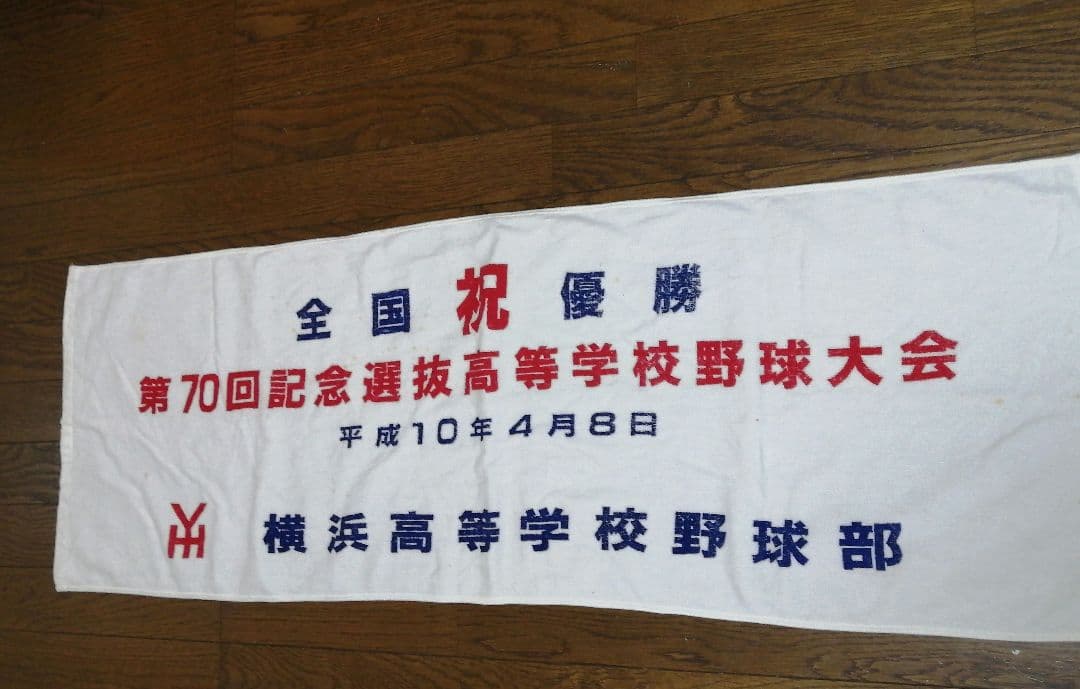 全国祝優勝
第70回記念選抜高等学校野球大会
平成10年4月8日
横浜高等学校野球部